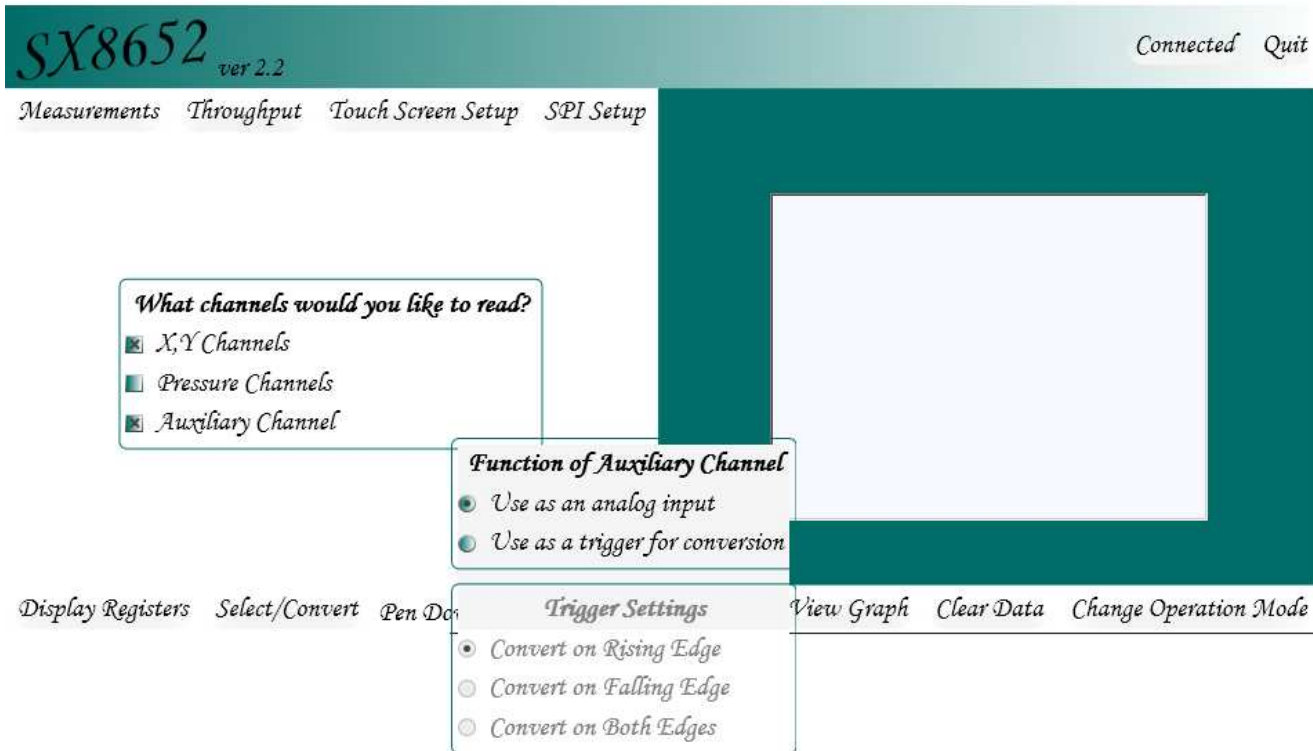 SX8652 ver 2.2
Connected Quit
Measurements Throughput Touch Screen Setup SPI Setup
What channels would you like to read?
X,Y Channels
Pressure Channels
Auxiliary Channel
Function of Auxiliary Channel
Use as an analog input
Use as a trigger for conversion
Display Registers Select/Convert Pen View Graph Clear Data Change Operation Mode
Trigger Settings
Convert on Rising Edge
Convert on Falling Edge
Convert on Both Edges